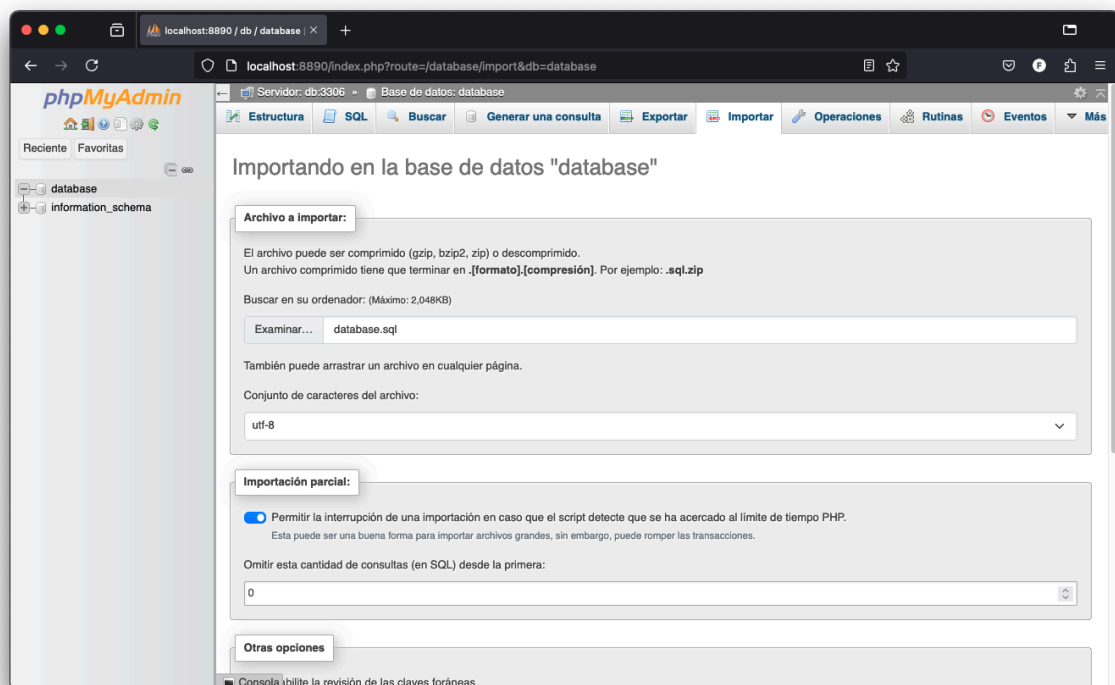 localhost:8890 / db / database |
localhost:8890/index.php?route=/database/import&db=database
phpMyAdmin
Reciente Favoritas
database
information_schema
Servidor: db:3306 » Base de datos: database
Estructura SQL Buscar Generar una consulta Exportar Importar Operaciones Rutinas Eventos Más
Importando en la base de datos "database"
Archivo a importar:
El archivo puede ser comprimido (gzip, bzip2, zip) o descomprimido.
Un archivo comprimido tiene que terminar en .[formato].[compresión]. Por ejemplo: .sql.zip
Buscar en su ordenador: (Máximo: 2,048KB)
Examinar... database.sql
También puede arrastrar un archivo en cualquier página.
Conjunto de caracteres del archivo:
utf-8
Importación parcial:
Permitir la interrupción de una importación en caso que el script detecte que se ha acercado al límite de tiempo PHP.
Esta puede ser una buena forma para importar archivos grandes, sin embargo, puede romper las transacciones.
Omitir esta cantidad de consultas (en SQL) desde la primera:
0
Otras opciones
Consola bilite la revisión de las claves foráneas